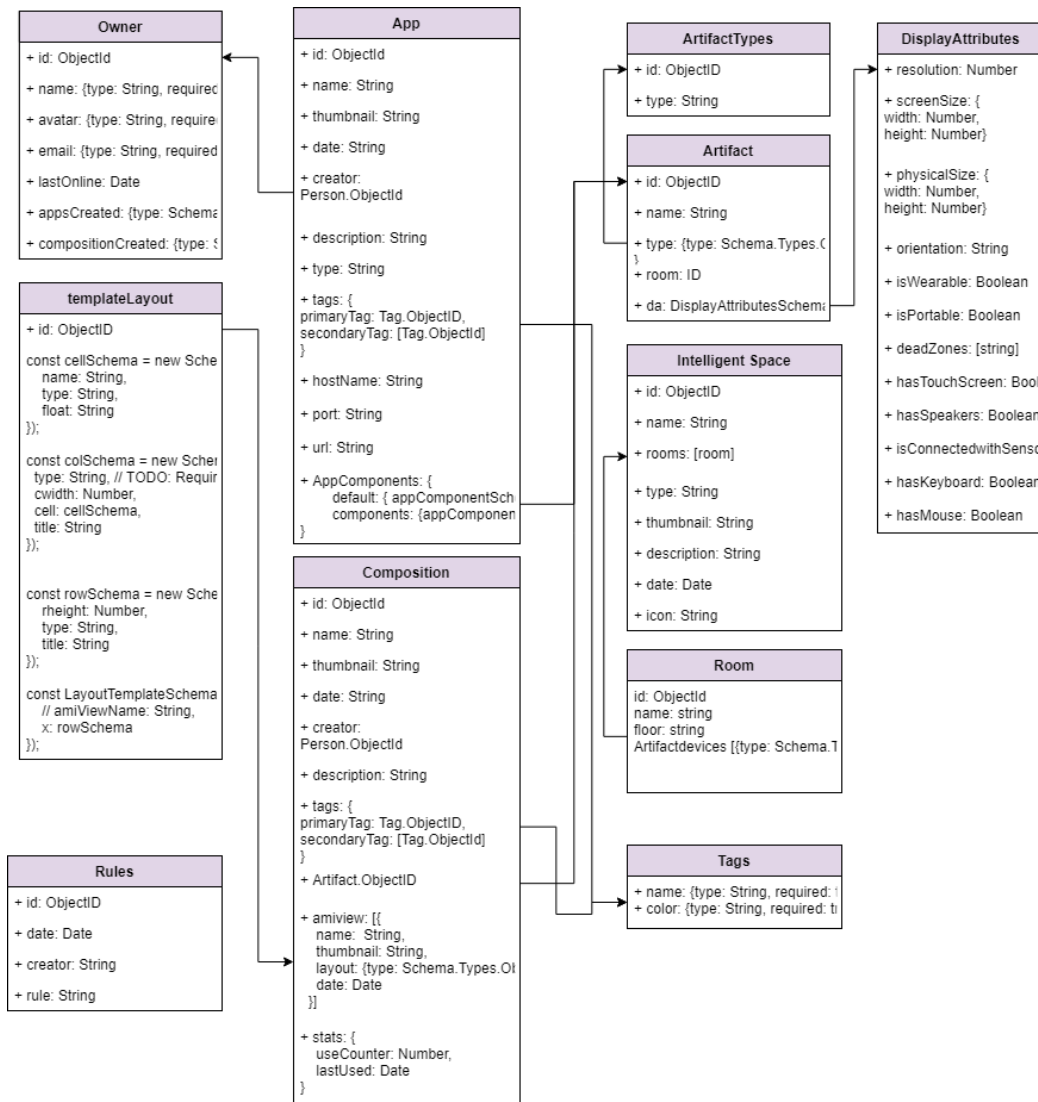 Owner
+ id: ObjectId
+ name: {type: String, required
+ avatar: {type: String, require
+ email: {type: String, required
+ lastOnline: Date
+ appsCreated: {type: Schema
+ compositionCreated: {type:
templateLayout
+ id: ObjectID
const cellSchema = new Sche
name: String,
type: String,
float: String
});
const colSchema = new Scher
type: String, // TODO: Requir
cwidth: Number,
cell: cellSchema,
title: String
});
const rowSchema = new Sche
rheight: Number,
type: String,
title: String
});
const LayoutTemplateSchema
// amiViewName: String,
x: rowSchema
});
Rules
+ id: ObjectID
+ date: Date
+ creator: String
+ rule: String
App
+ id: ObjectId
+ name: String
+ thumbnail: String
+ date: String
+ creator:
Person.ObjectId
+ description: String
+ type: String
+ tags: {
primaryTag: Tag.ObjectID,
secondaryTag: [Tag.ObjectId]
}
+ hostName: String
+ port: String
+ url: String
+ AppComponents: {
default: { appComponentSch
components: {appComponent
}
Composition
+ id: ObjectId
+ name: String
+ thumbnail: String
+ date: String
+ creator:
Person.ObjectId
+ description: String
+ tags: {
primaryTag: Tag.ObjectID,
secondaryTag: [Tag.ObjectId]
}
+ Artifact.ObjectID
+ amiview: [{
name: String,
thumbnail: String,
layout: {type: Schema.Types.Ob
date: Date
}]
+ stats: {
useCounter: Number,
lastUsed: Date
}
ArtifactTypes
+ id: ObjectID
+ type: String
Artifact
+ id: ObjectID
+ name: String
+ type: {type: Schema.Types.O
}
+ room: ID
+ da: DisplayAttributesSchema
Intelligent Space
+ id: ObjectID
+ name: String
+ rooms: [room]
+ type: String
+ thumbnail: String
+ description: String
+ date: Date
+ icon: String
Room
id: ObjectId
name: string
floor: string
Artifactdevices [{type: Schema.T
Tags
+ name: {type: String, required:
+ color: {type: String, required: tr
DisplayAttributes
+ resolution: Number
+ screenSize: {
width: Number,
height: Number}
+ physicalSize: {
width: Number,
height: Number}
+ orientation: String
+ isWearable: Boolean
+ isPortable: Boolean
+ deadZones: [string]
+ hasTouchScreen: Bool
+ hasSpeakers: Boolean
+ isConnectedwithSenso
+ hasKeyboard: Boolean
+ hasMouse: Boolean